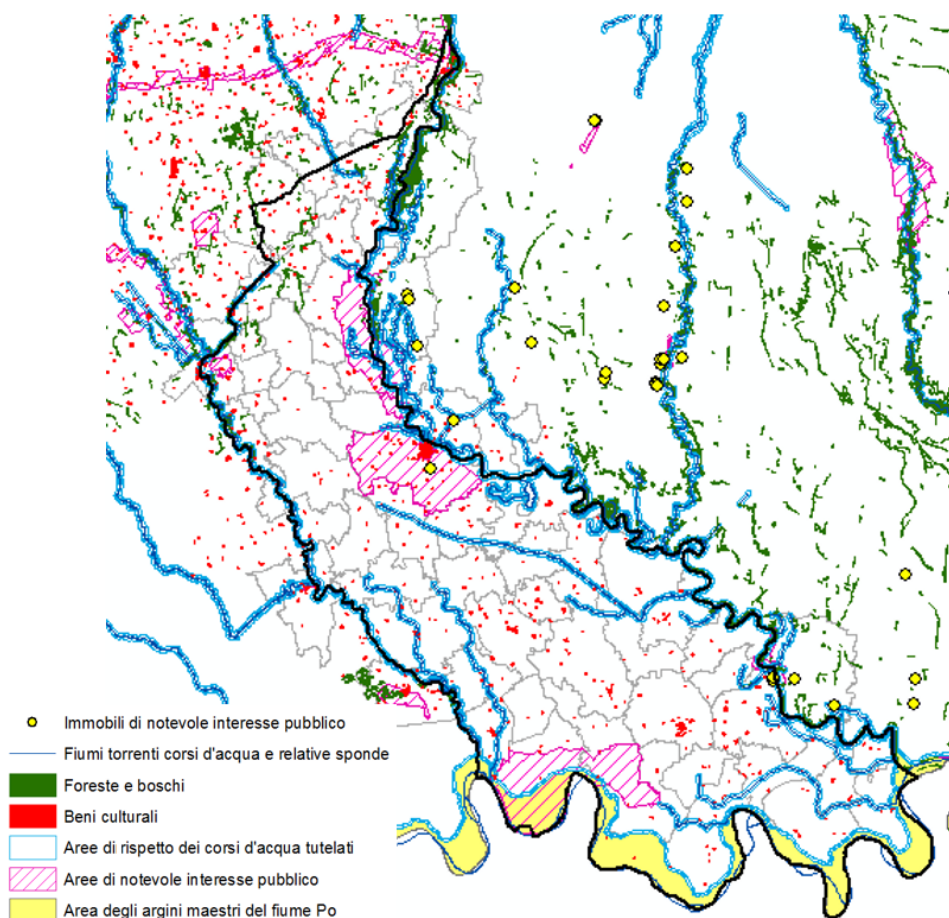 Immobili di notevole interesse pubblico
Fiumi torrenti corsi d'acqua e relative sponde
Foreste e boschi
Beni culturali
Aree di rispetto dei corsi d'acqua tutelati
Aree di notevole interesse pubblico
Area degli argini maestri del fiume Po